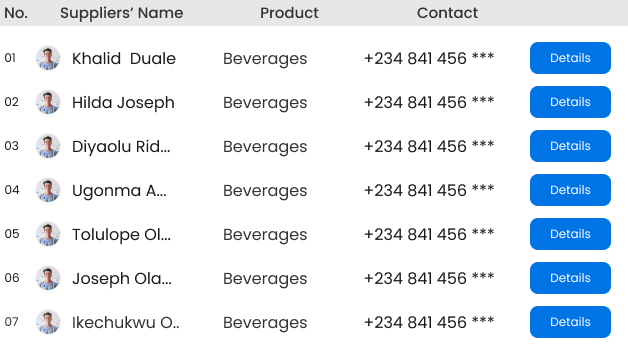 No. Suppliers’ Name Product Contact
01 Khalid Duale Beverages +234 841 456 *** Details
02 Hilda Joseph Beverages +234 841 456 *** Details
03 Diyaolu Rid... Beverages +234 841 456 *** Details
04 Ugonma A... Beverages +234 841 456 *** Details
05 Tolulope Ol... Beverages +234 841 456 *** Details
06 Joseph Ola... Beverages +234 841 456 *** Details
07 Ikechukwu O.. Beverages +234 841 456 *** Details